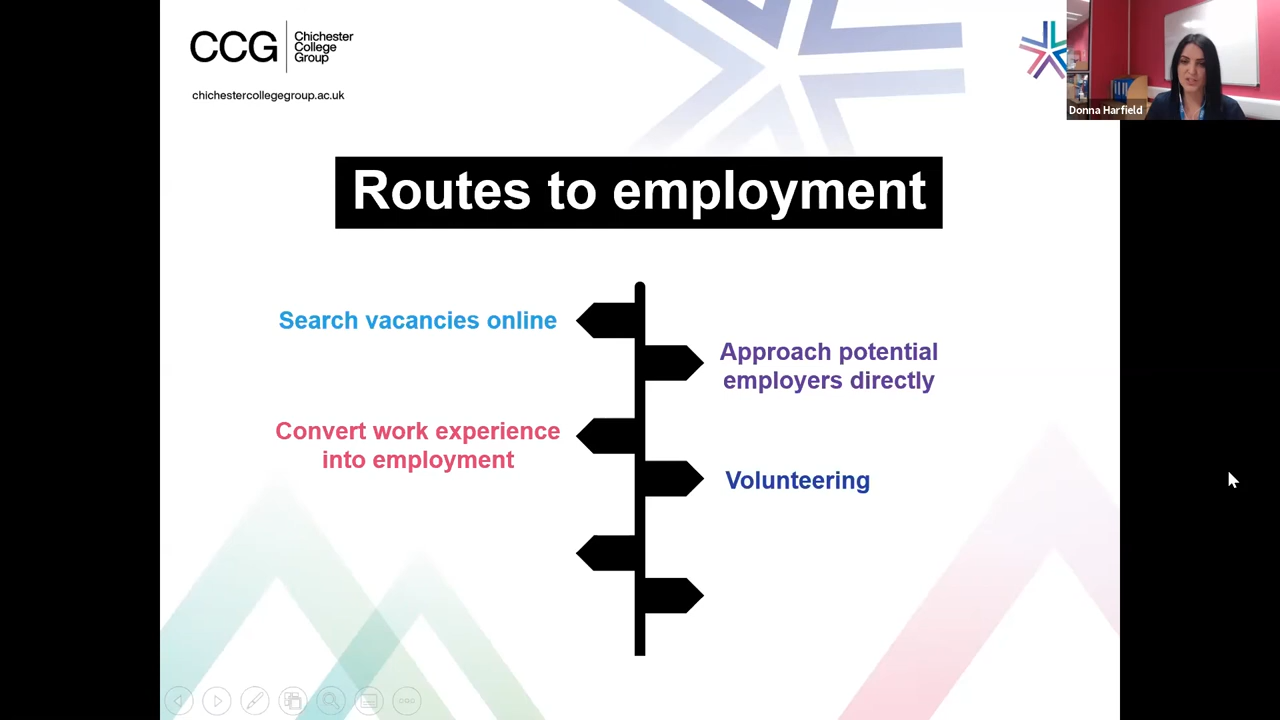 CCG
Chichester
College
Group
chichestercollegegroup.ac.uk
Donna Harfield
Routes to employment
Search vacancies online
Approach potential
employers directly
Convert work experience
into employment
Volunteering